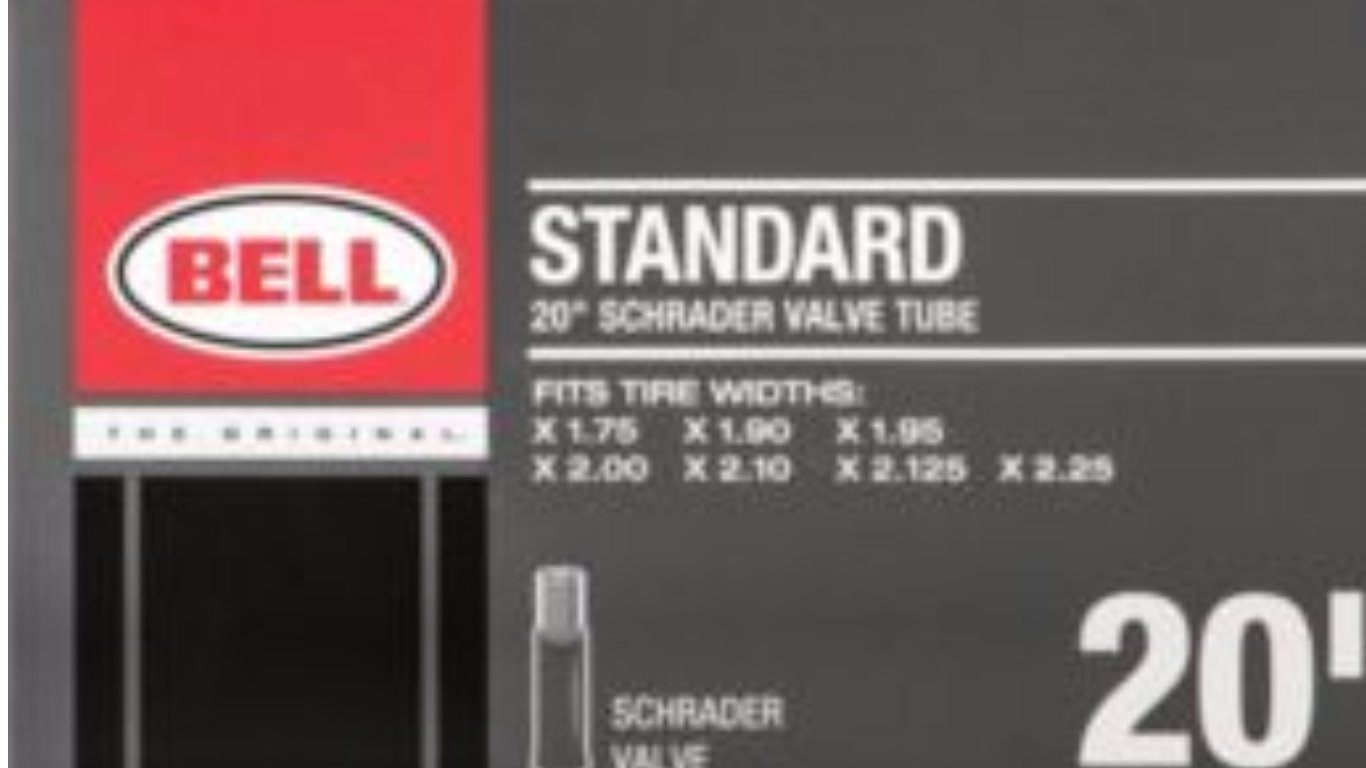 BELL
THE ORIGINAL
STANDARD
20" SCHRADER VALVE TUBE
FITS TIRE WIDTHS:
X 1.75 X 1.90 X 1.95
X 2.00 X 2.10 X 2.125 X 2.25
SCHRADER
VALVE
20"